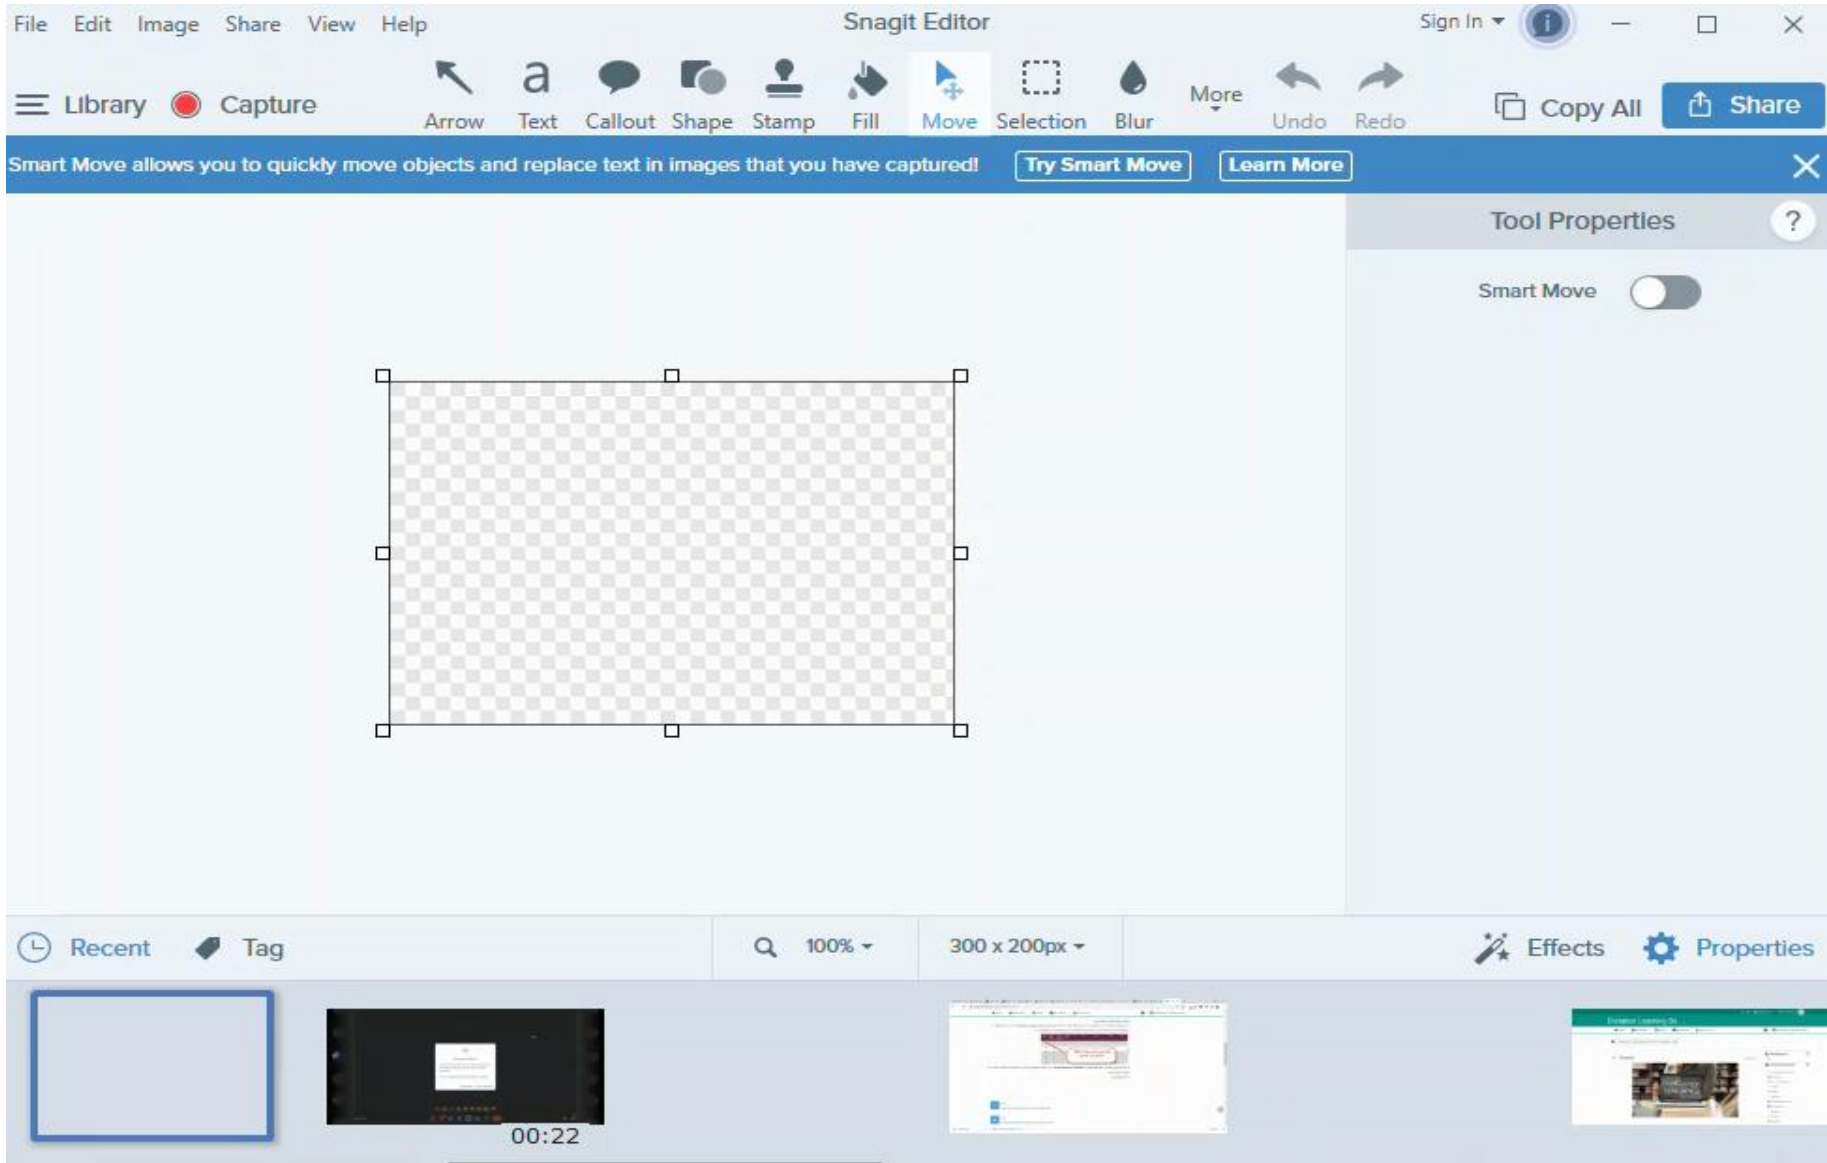 File Edit Image Share View Help
Snagit Editor
Sign In
Library
Capture
Arrow
a
Text
Callout
Shape
Stamp
Fill
Move
Selection
Blur
More
Undo
Redo
Copy All
Share
Smart Move allows you to quickly move objects and replace text in images that you have captured!
Try Smart Move
Learn More
Tool Properties
?
Smart Move
Recent
Tag
100%
300 x 200px
Effects
Properties
00:22